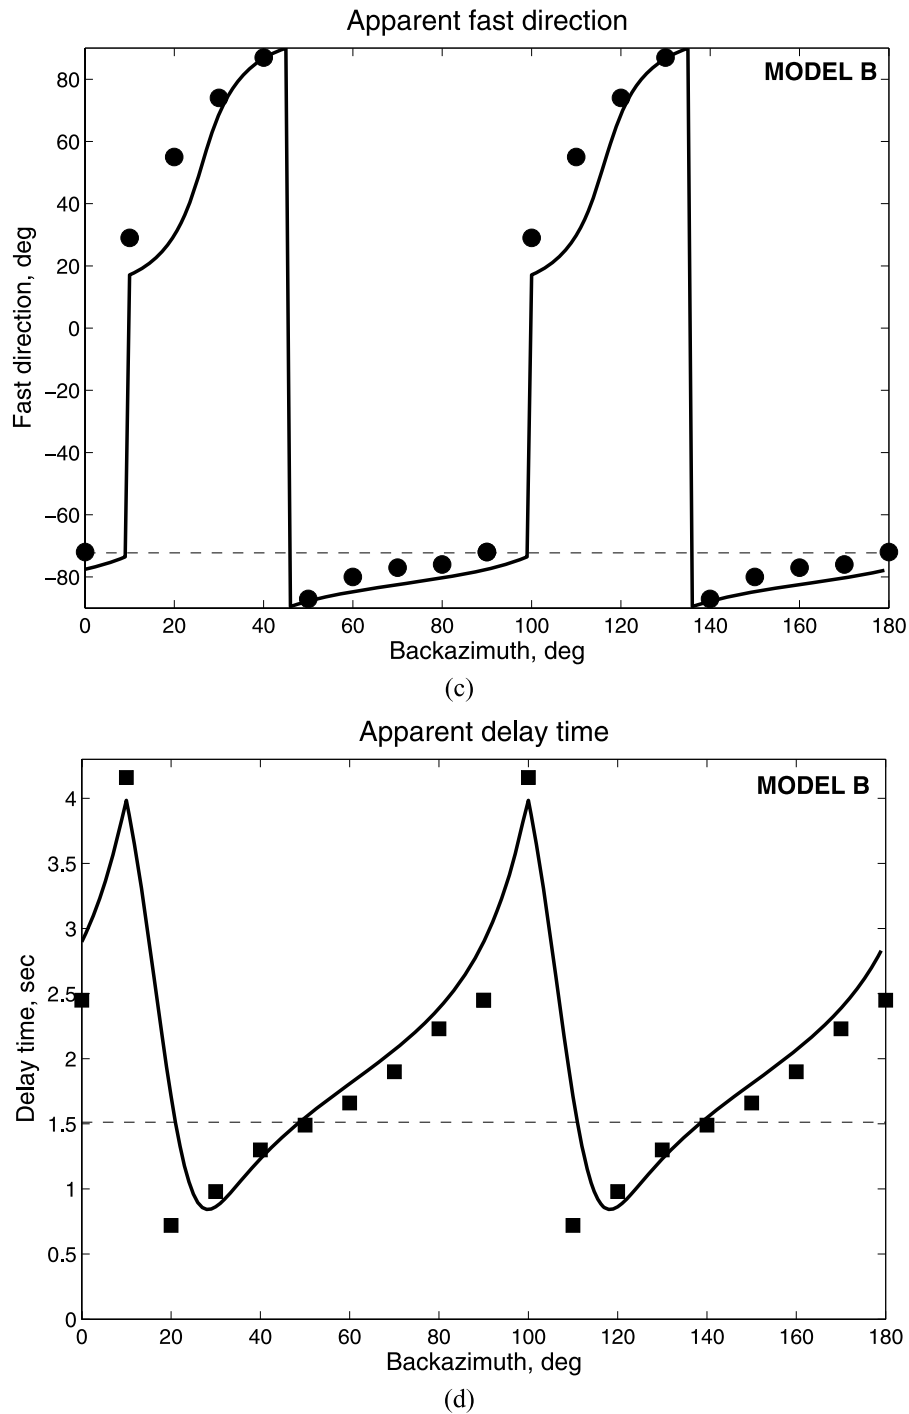 Apparent fast direction
MODEL B
Fast direction, deg
80
60
40
20
0
−20
−40
−60
−80
0 20 40 60 80 100 120 140 160 180
Backazimuth, deg
(c)
Apparent delay time
MODEL B
Delay time, sec
4
3.5
3
2.5
2
1.5
1
0.5
0
0 20 40 60 80 100 120 140 160 180
Backazimuth, deg
(d)